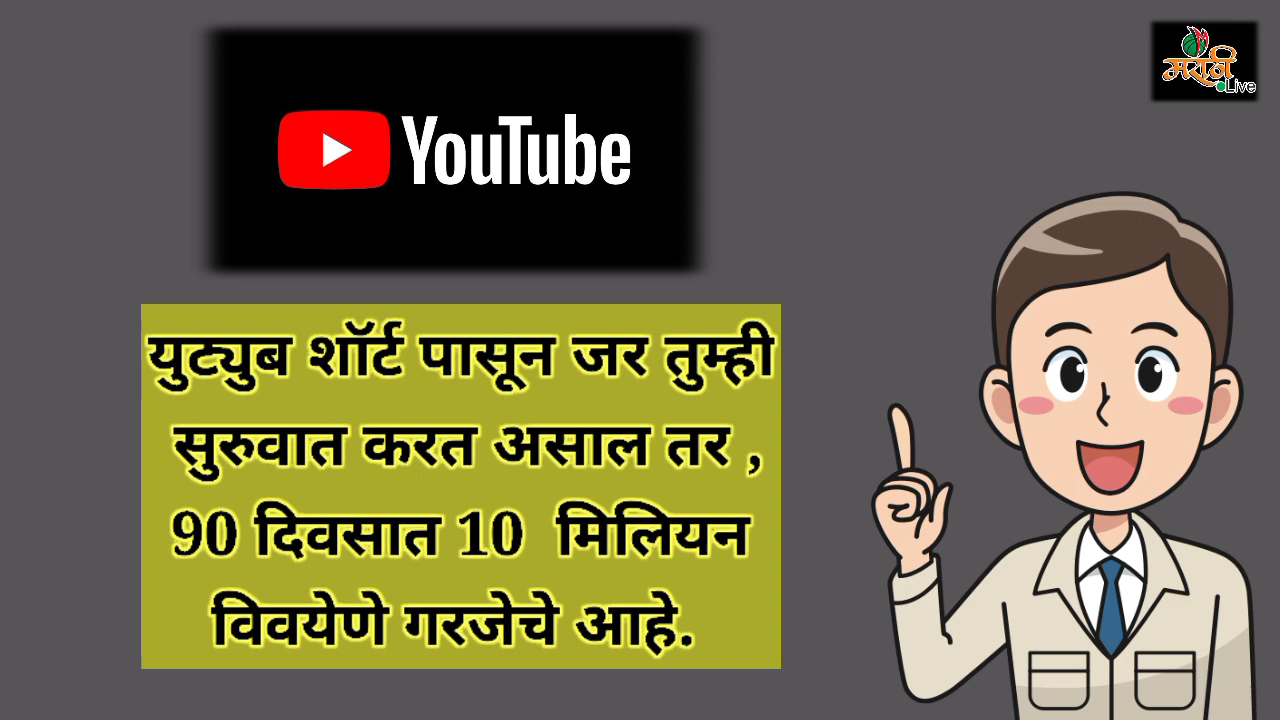 YouTube
मराठी
Live
युट्युब शॉर्ट पासून जर तुम्ही
सुरुवात करत असाल तर ,
90 दिवसात 10 मिलियन
विवयेणे गरजेचे आहे.